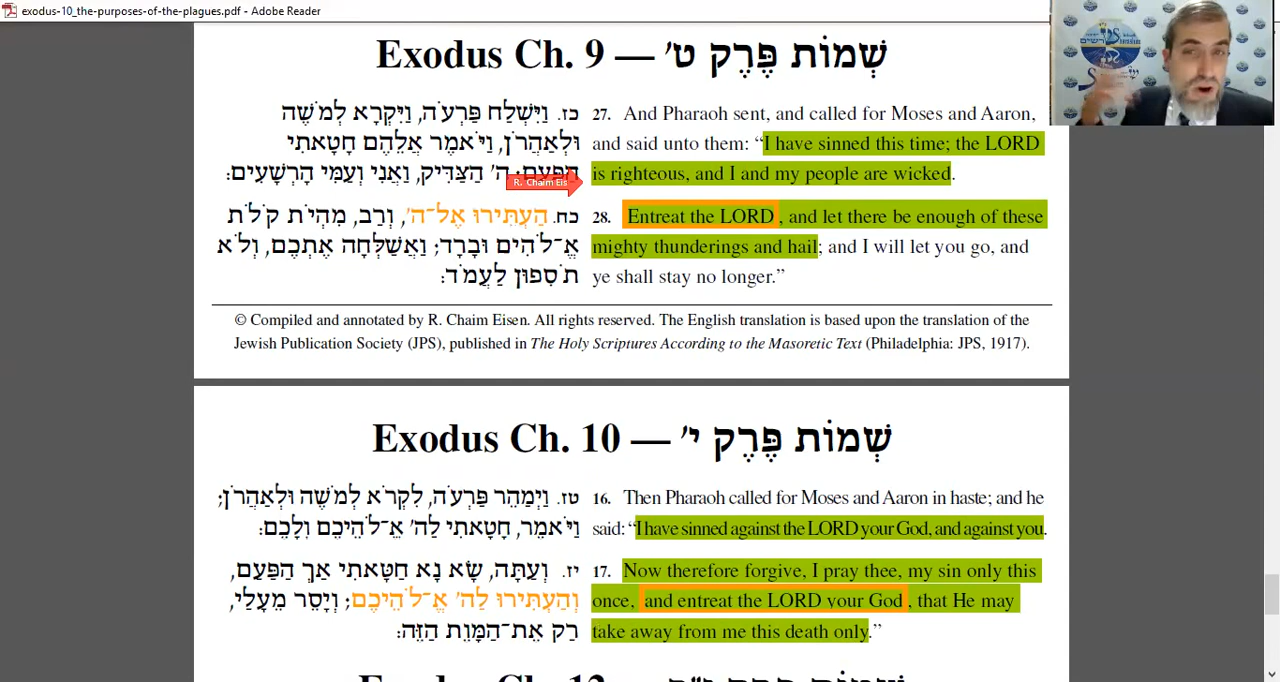 exodus-10_the-purposes-of-the-plagues.pdf - Adobe Reader
Exodus Ch. 9 — שְׁמוֹת פֶּרֶק ט׳
27. And Pharaoh sent, and called for Moses and Aaron,
and said unto them: “I have sinned this time; the LORD
is righteous, and I and my people are wicked.
כז. וַיִּשְׁלַח פַּרְעֹה, וַיִּקְרָא לְמֹשֶׁה
וּלְאַהֲרֹן, וַיֹּאמֶר אֲלֵהֶם חָטָאתִי
הַפָּעַם; ה׳ הַצַּדִּיק, וַאֲנִי וְעַמִּי הָרְשָׁעִים:
R. Chaim Eis
28. Entreat the LORD, and let there be enough of these
mighty thunderings and hail; and I will let you go, and
ye shall stay no longer.”
כח. הַעְתִּירוּ אֶל־ה׳, וְרַב, מִהְיֹת קֹלֹת
אֱ־לֹהִים וּבָרָד; וַאֲשַׁלְּחָה אֶתְכֶם, וְלֹא
תֹסִפוּן לַעֲמֹד:
© Compiled and annotated by R. Chaim Eisen. All rights reserved. The English translation is based upon the translation of the
Jewish Publication Society (JPS), published in The Holy Scriptures According to the Masoretic Text (Philadelphia: JPS, 1917).
Exodus Ch. 10 — שְׁמוֹת פֶּרֶק י׳
16. Then Pharaoh called for Moses and Aaron in haste; and he
said: “I have sinned against the LORD your God, and against you.
טז. וַיְמַהֵר פַּרְעֹה, לִקְרֹא לְמֹשֶׁה וּלְאַהֲרֹן;
וַיֹּאמֶר, חָטָאתִי לַה׳ אֱ־לֹהֵיכֶם וְלָכֶם:
17. Now therefore forgive, I pray thee, my sin only this
once, and entreat the LORD your God, that He may
take away from me this death only.”
יז. וְעַתָּה, שָׂא נָא חַטָּאתִי אַךְ הַפַּעַם,
וְהַעְתִּירוּ לַה׳ אֱ־לֹהֵיכֶם; וְיָסֵר מֵעָלַי,
רַק אֶת־הַמָּוֶת הַזֶּה: